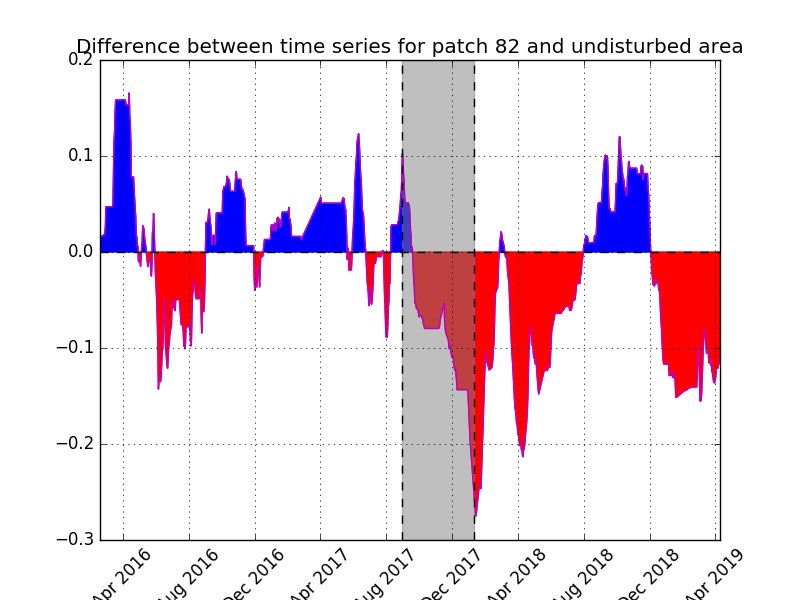 Difference between time series for patch 82 and undisturbed area
0.2
0.1
0.0
−0.1
−0.2
−0.3
Apr 2016
Aug 2016
Dec 2016
Apr 2017
Aug 2017
Dec 2017
Apr 2018
Aug 2018
Dec 2018
Apr 2019